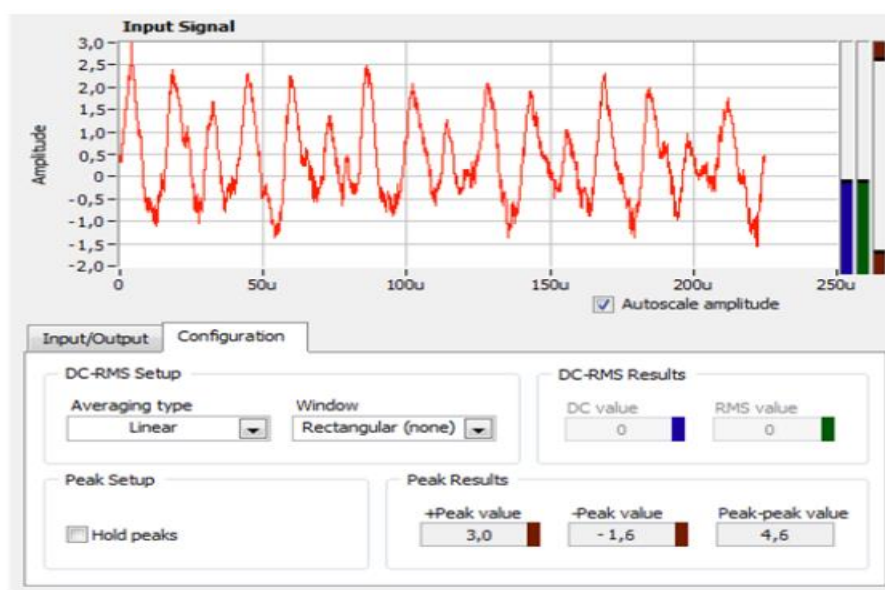 Input Signal
3,0
2,5
2,0
1,5
1,0
0,5
0
-0,5
-1,0
-1,5
-2,0
Amplitude
0 50u 100u 150u 200u 250u
Autoscale amplitude
Input/Output Configuration
DC-RMS Setup
Averaging type Window
Linear Rectangular (none)
DC-RMS Results
DC value RMS value
0 0
Peak Setup
Hold peaks
Peak Results
+Peak value -Peak value Peak-peak value
3,0 - 1,6 4,6